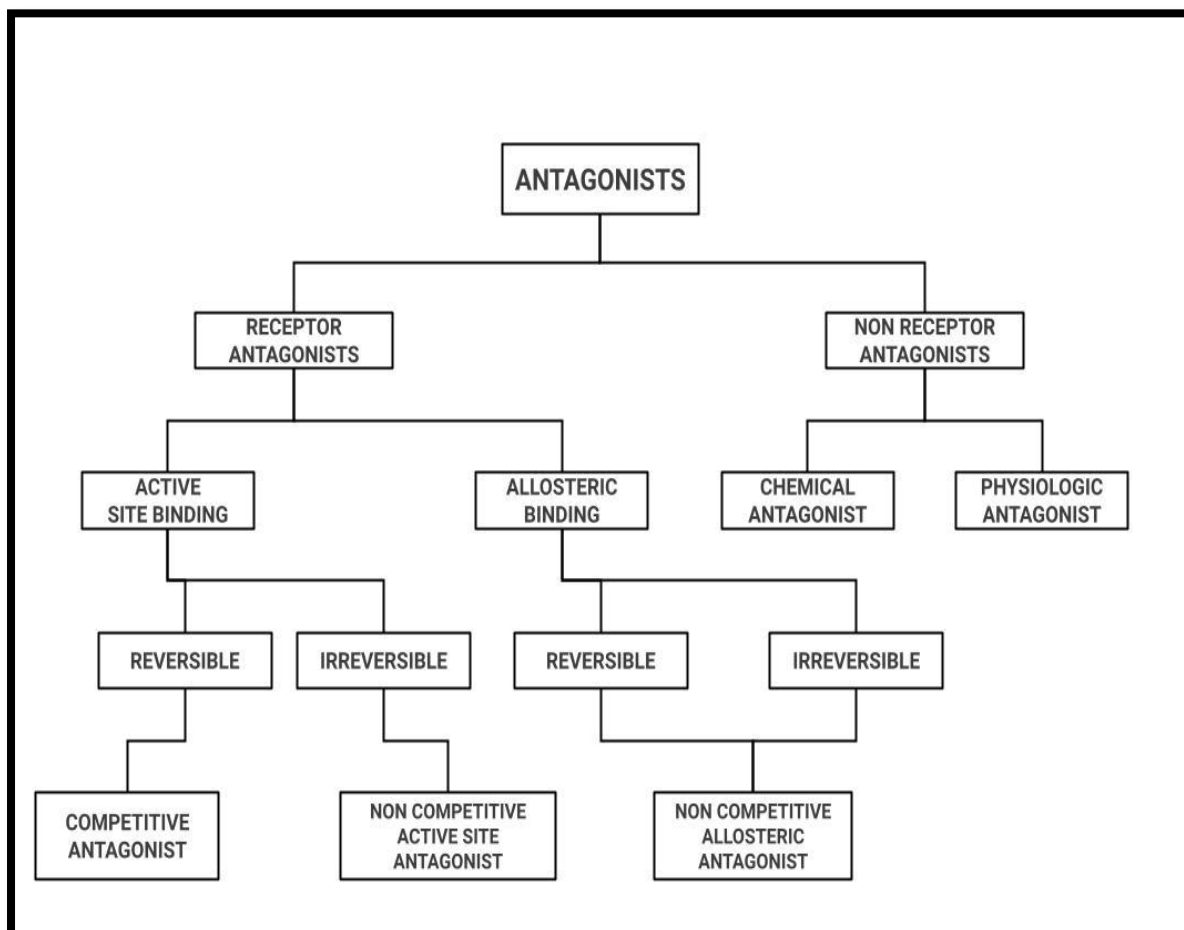 ANTAGONISTS
RECEPTOR
ANTAGONISTS
NON RECEPTOR
ANTAGONISTS
ACTIVE
SITE BINDING
ALLOSTERIC
BINDING
CHEMICAL
ANTAGONIST
PHYSIOLOGIC
ANTAGONIST
REVERSIBLE
IRREVERSIBLE
REVERSIBLE
IRREVERSIBLE
COMPETITIVE
ANTAGONIST
NON COMPETITIVE
ACTIVE SITE
ANTAGONIST
NON COMPETITIVE
ALLOSTERIC
ANTAGONIST